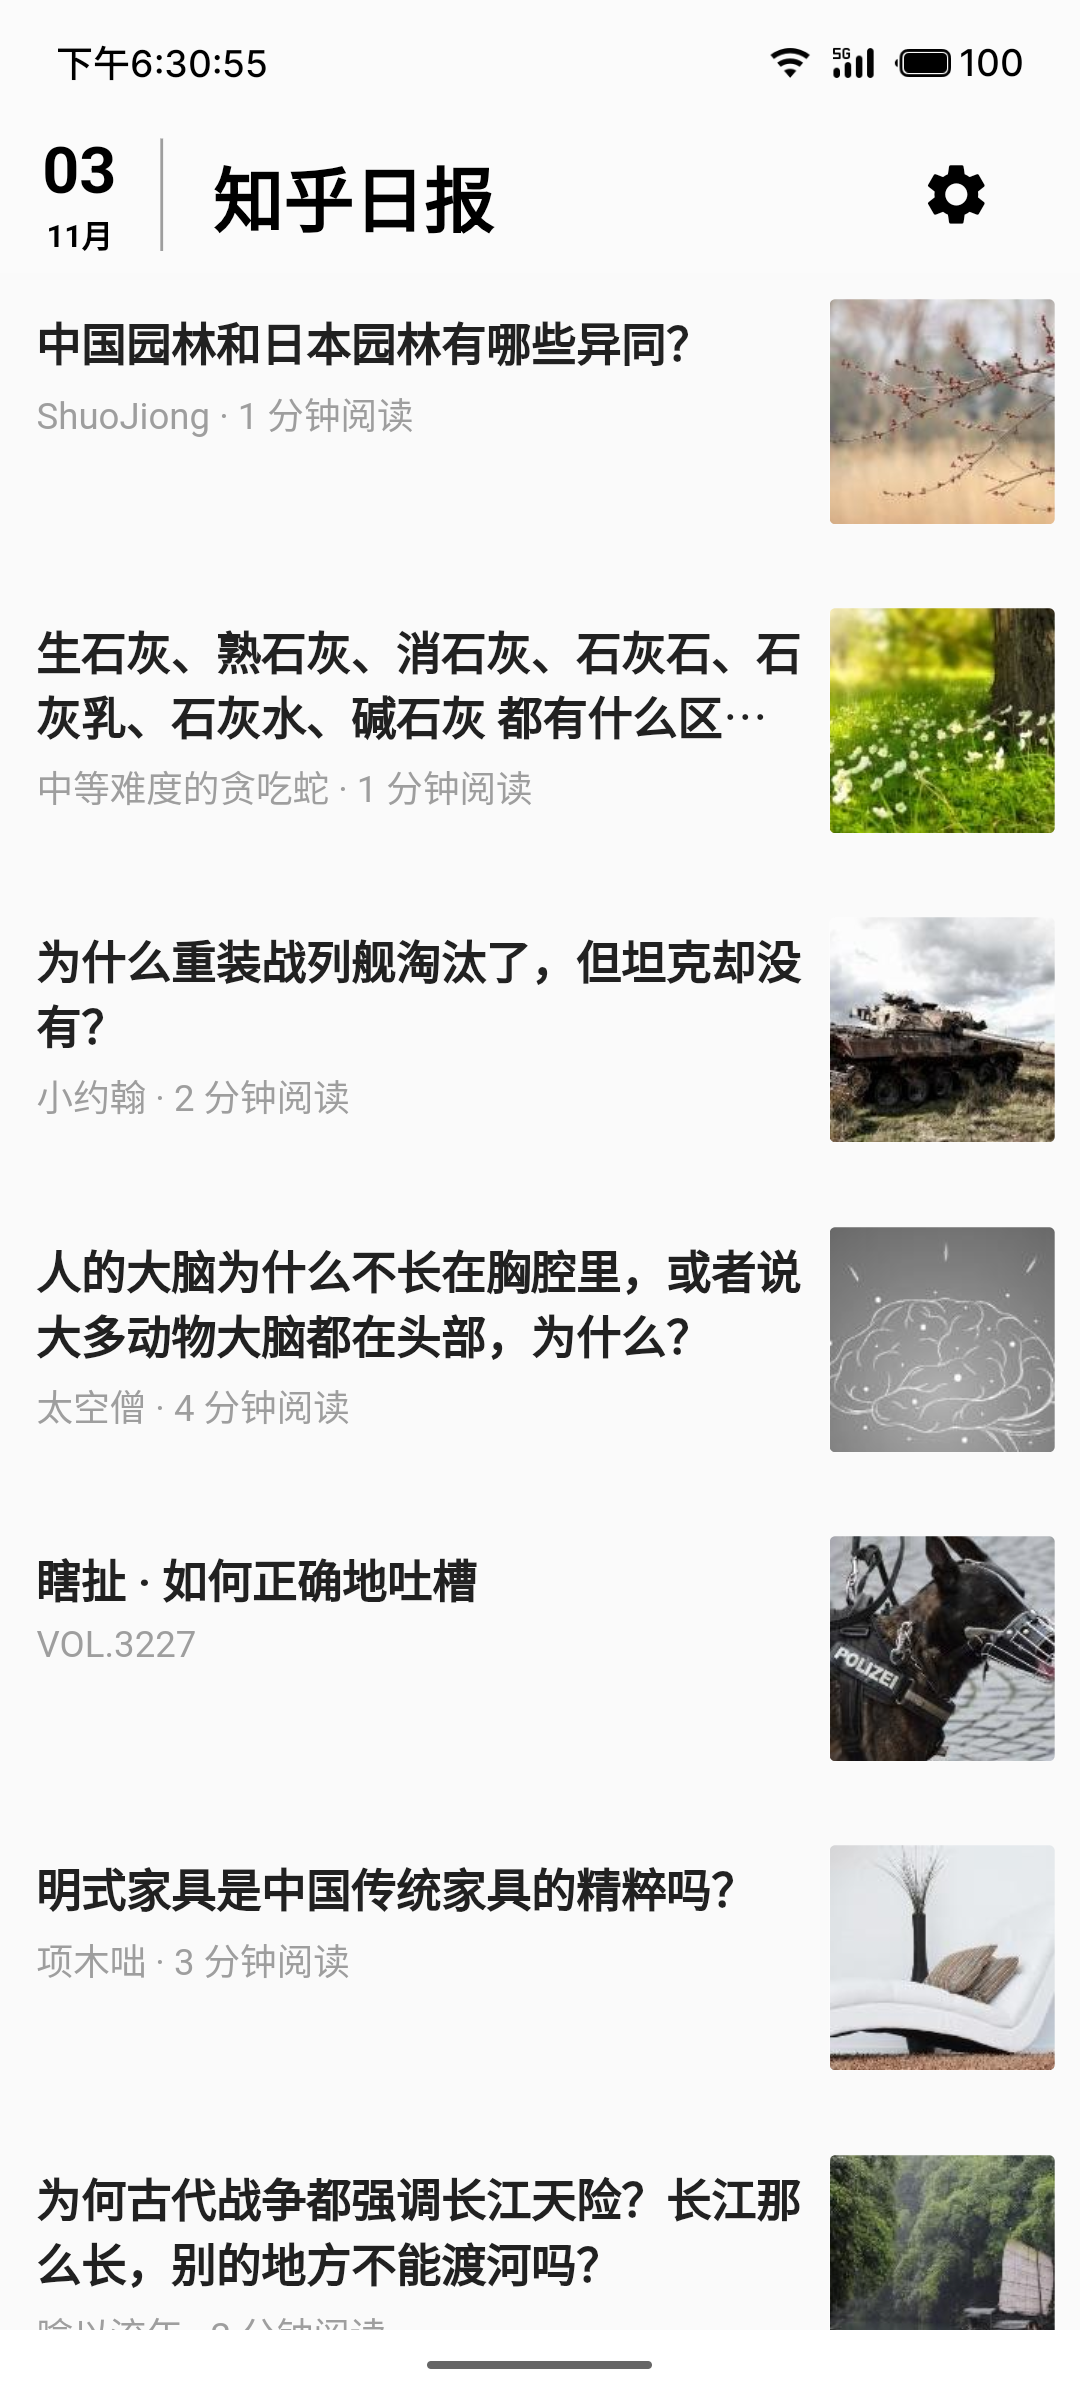 下午6:30:55
5G
100
03
11月
知乎日报
中国园林和日本园林有哪些异同？
ShuoJiong · 1 分钟阅读
生石灰、熟石灰、消石灰、石灰石、石
灰乳、石灰水、碱石灰 都有什么区…
中等难度的贪吃蛇 · 1 分钟阅读
为什么重装战列舰淘汰了，但坦克却没
有？
小约翰 · 2 分钟阅读
人的大脑为什么不长在胸腔里，或者说
大多动物大脑都在头部，为什么？
太空僧 · 4 分钟阅读
瞎扯 · 如何正确地吐槽
VOL.3227
POLIZEI
明式家具是中国传统家具的精粹吗？
项木咄 · 3 分钟阅读
为何古代战争都强调长江天险？长江那
么长，别的地方不能渡河吗？
分钟阅读